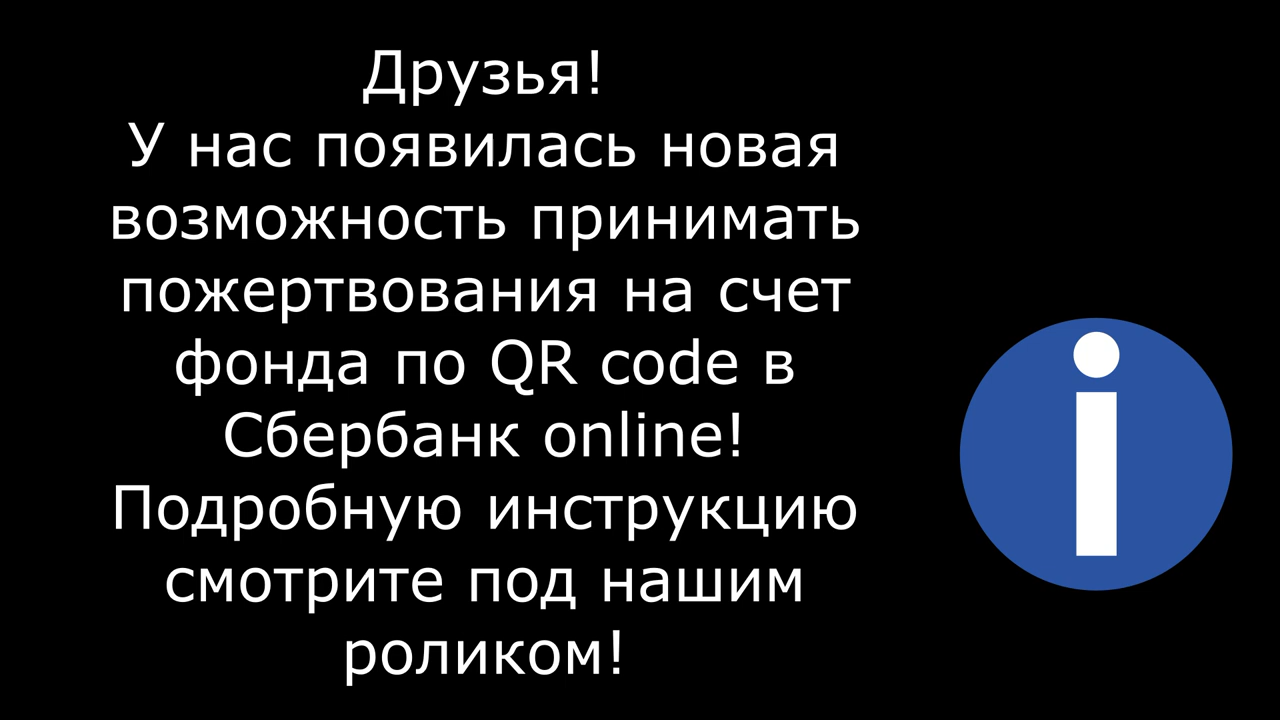 Друзья!
У нас появилась новая
возможность принимать
пожертвования на счет
фонда по QR code в
Сбербанк online!
Подробную инструкцию
смотрите под нашим
роликом!
i